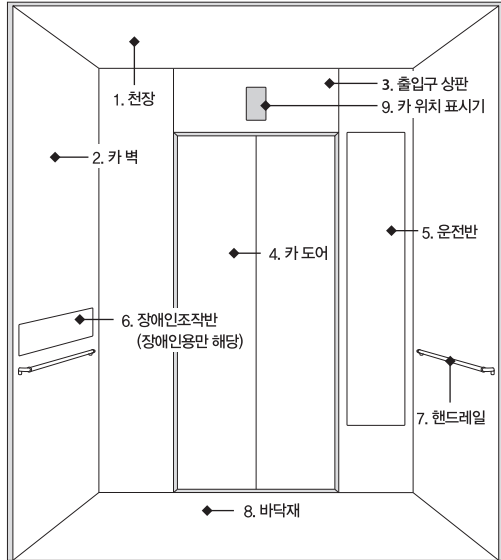 1. 천장
2. 카 벽
3. 출입구 상판
9. 카 위치 표시기
4. 카 도어
5. 운전반
6. 장애인조작반
(장애인용만 해당)
7. 핸드레일
8. 바닥재